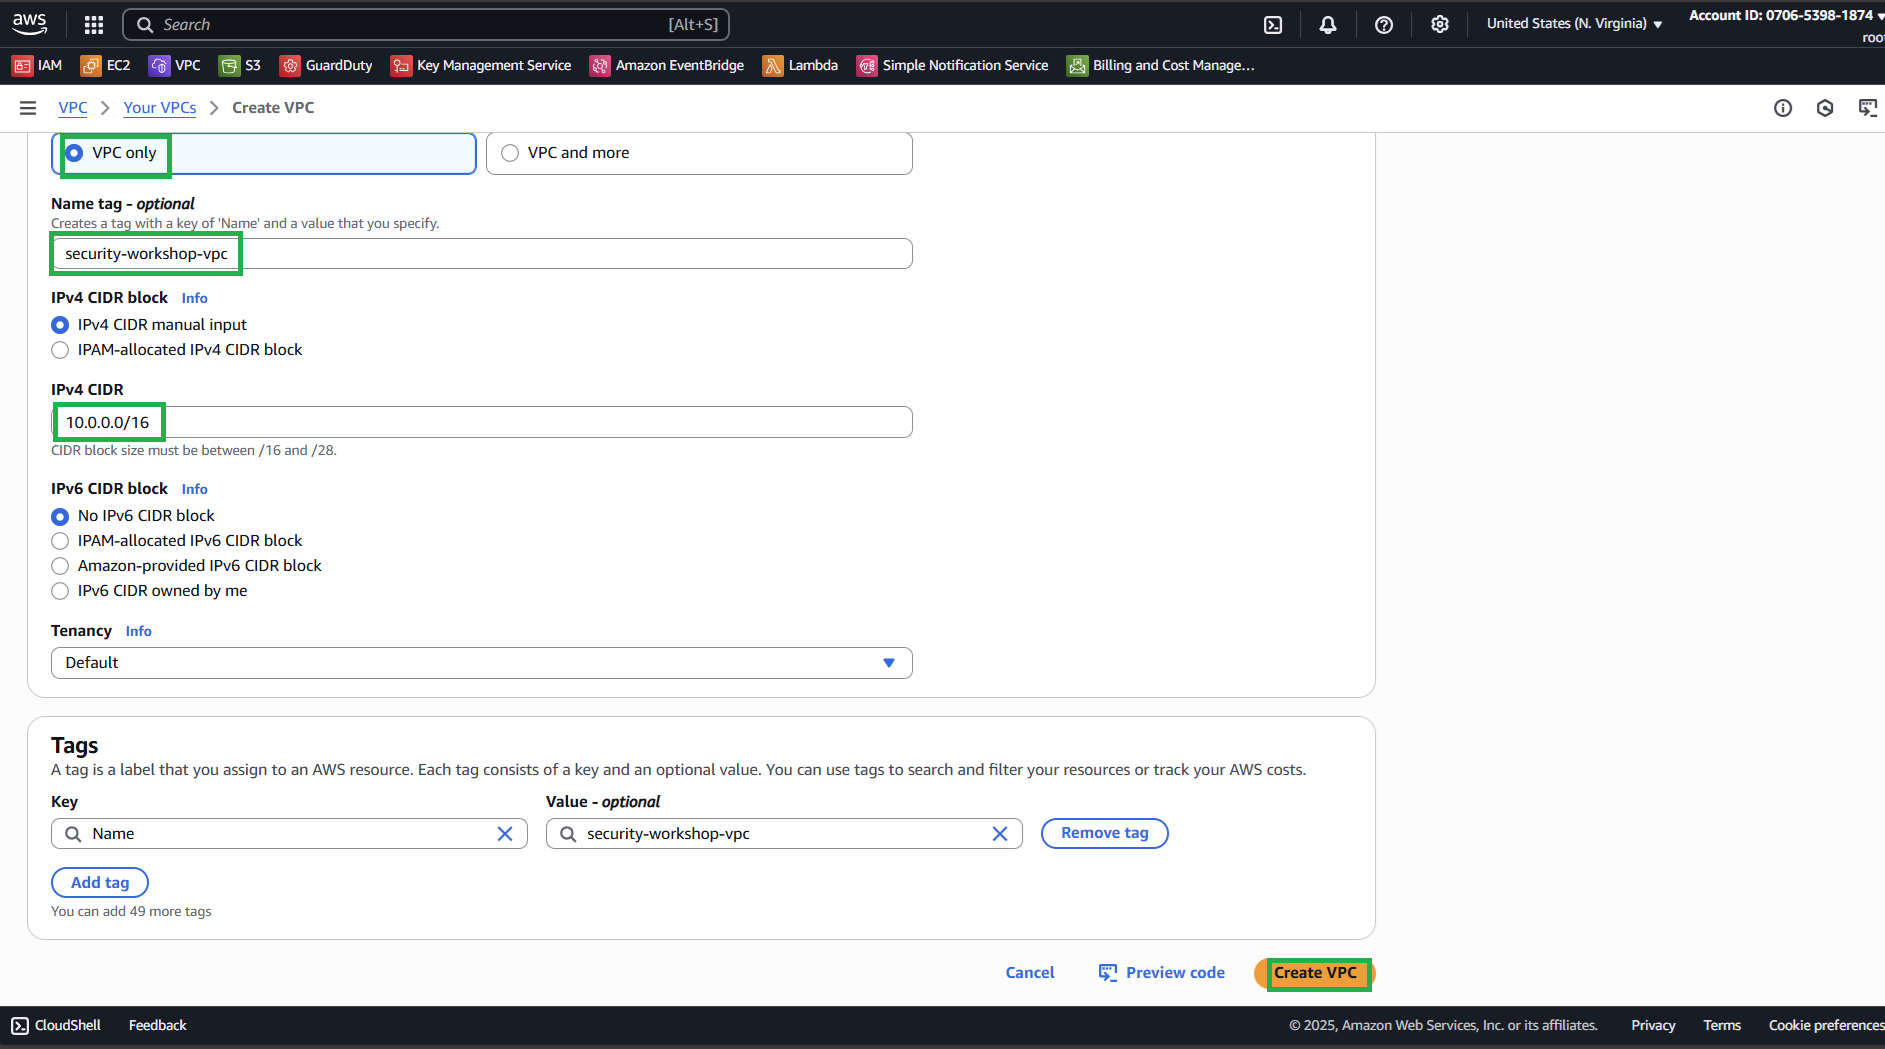 aws
Search [Alt+S]
United States (N. Virginia)
Account ID: 0706-5398-1874
IAM EC2 VPC S3 GuardDuty Key Management Service Amazon EventBridge Lambda Simple Notification Service Billing and Cost Manage...
VPC Your VPCs Create VPC
VPC only VPC and more
Name tag - optional
Creates a tag with a key of 'Name' and a value that you specify.
security-workshop-vpc
IPv4 CIDR block Info
IPv4 CIDR manual input
IPAM-allocated IPv4 CIDR block
IPv4 CIDR
10.0.0.0/16
CIDR block size must be between /16 and /28.
IPv6 CIDR block Info
No IPv6 CIDR block
IPAM-allocated IPv6 CIDR block
Amazon-provided IPv6 CIDR block
IPv6 CIDR owned by me
Tenancy Info
Default
Tags
A tag is a label that you assign to an AWS resource. Each tag consists of a key and an optional value. You can use tags to search and filter your resources or track your AWS costs.
Key Value - optional
Name security-workshop-vpc Remove tag
Add tag
You can add 49 more tags
Cancel Preview code Create VPC
CloudShell Feedback © 2025, Amazon Web Services, Inc. or its affiliates. Privacy Terms Cookie preferences